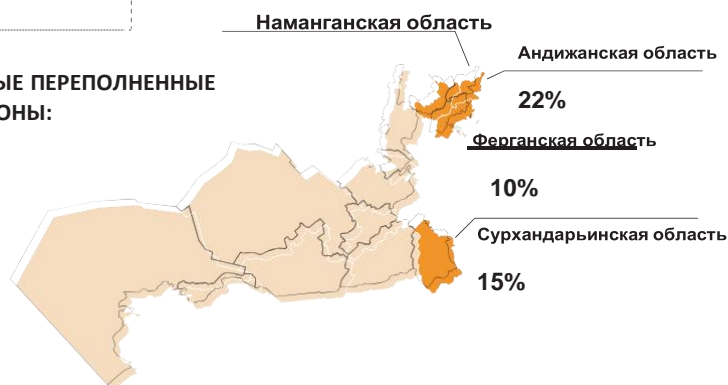 Наманганская область
Андижанская область
ЫЕ ПЕРЕПОЛНЕННЫЕ
ОНЫ:
22%
Ферганская область
10%
Сурхандарьинская область
15%